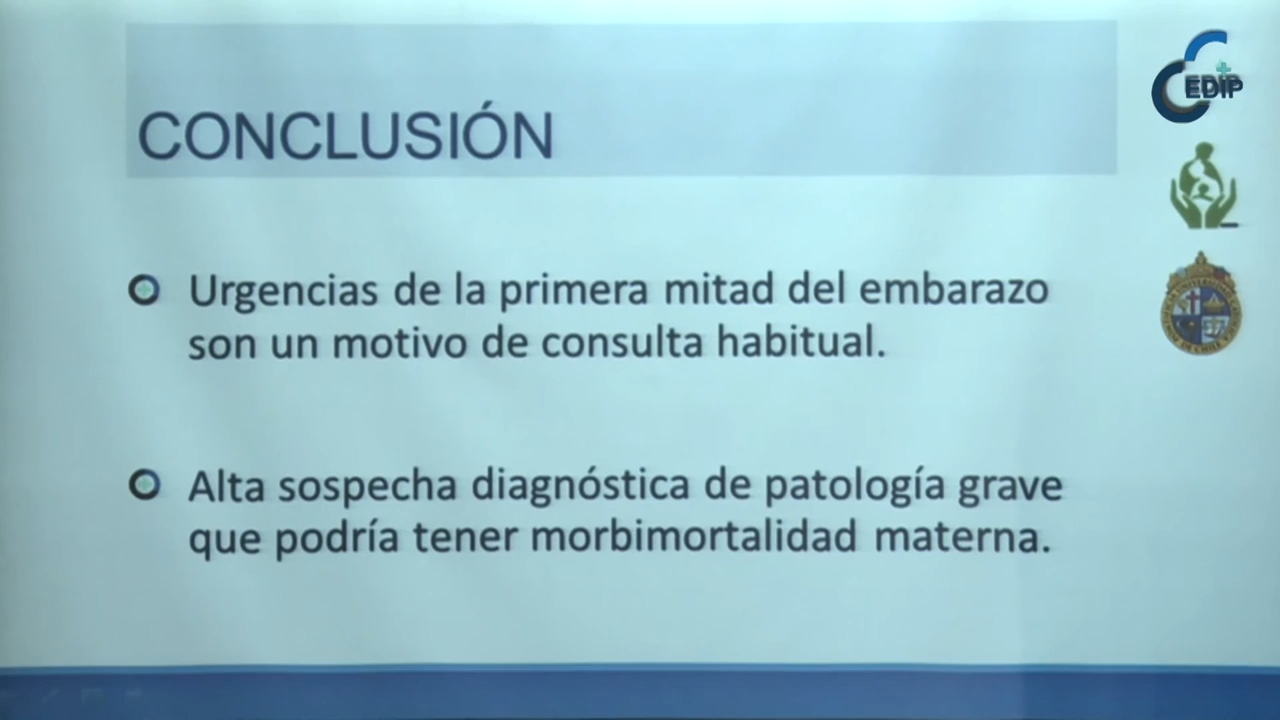 CONCLUSIÓN
Urgencias de la primera mitad del embarazo
son un motivo de consulta habitual.
Alta sospecha diagnóstica de patología grave
que podría tener morbimortalidad materna.
CEDIP